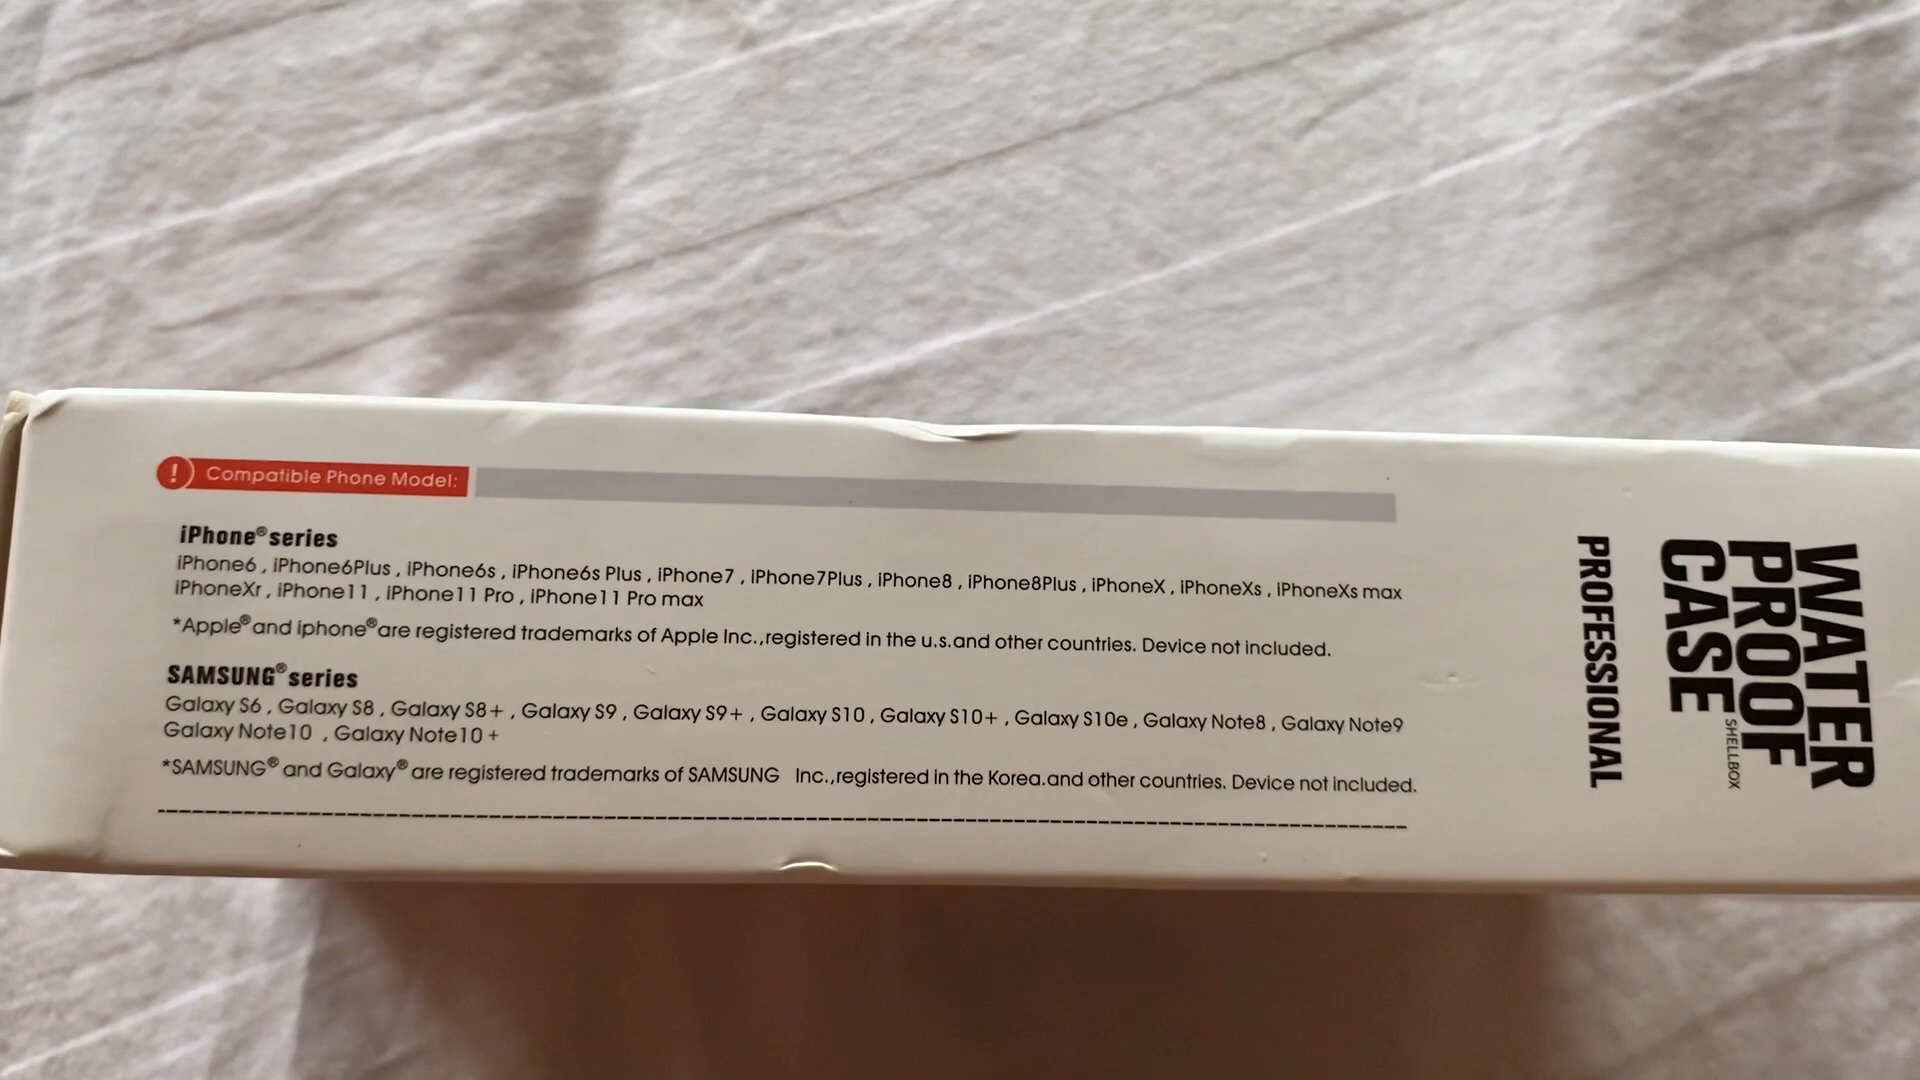 ! Compatible Phone Model:
iPhone® series
iPhone6 , iPhone6Plus , iPhone6s , iPhone6s Plus , iPhone7 , iPhone7Plus , iPhone8 , iPhone8Plus , iPhoneX , iPhoneXs , iPhoneXs max
iPhoneXr , iPhone11 , iPhone11 Pro , iPhone11 Pro max
*Apple® and iphone® are registered trademarks of Apple Inc.,registered in the u.s.and other countries. Device not included.
SAMSUNG® series
Galaxy S6 , Galaxy S8 , Galaxy S8+ , Galaxy S9 , Galaxy S9+ , Galaxy S10 , Galaxy S10+ , Galaxy S10e , Galaxy Note8 , Galaxy Note9
Galaxy Note10 , Galaxy Note10 +
*SAMSUNG® and Galaxy® are registered trademarks of SAMSUNG Inc.,registered in the Korea.and other countries. Device not included.
WATER
PROOF
CASE
SHELLBOX
PROFESSIONAL